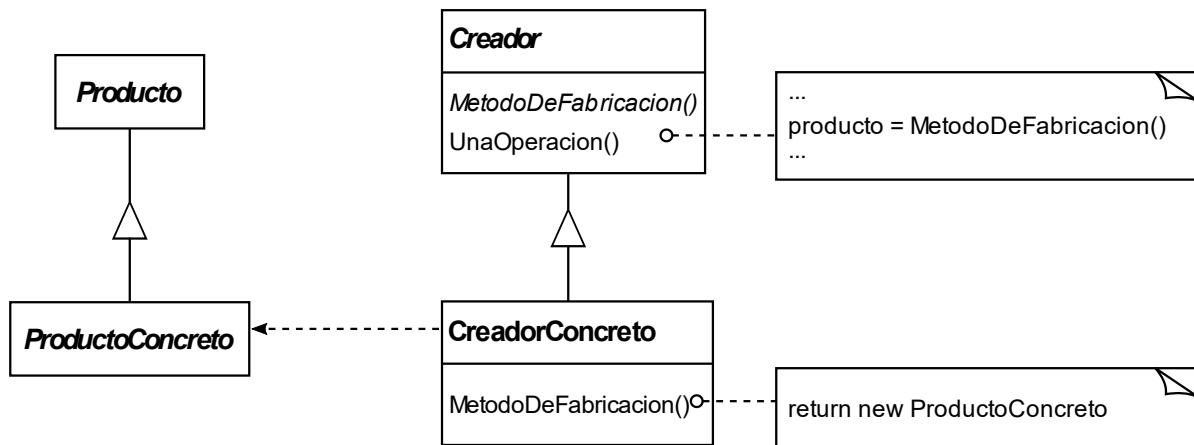 Creador
Producto
MetodoDeFabricacion()
UnaOperacion()
...
producto = MetodoDeFabricacion()
...
ProductoConcreto
CreadorConcreto
MetodoDeFabricacion()
return new ProductoConcreto